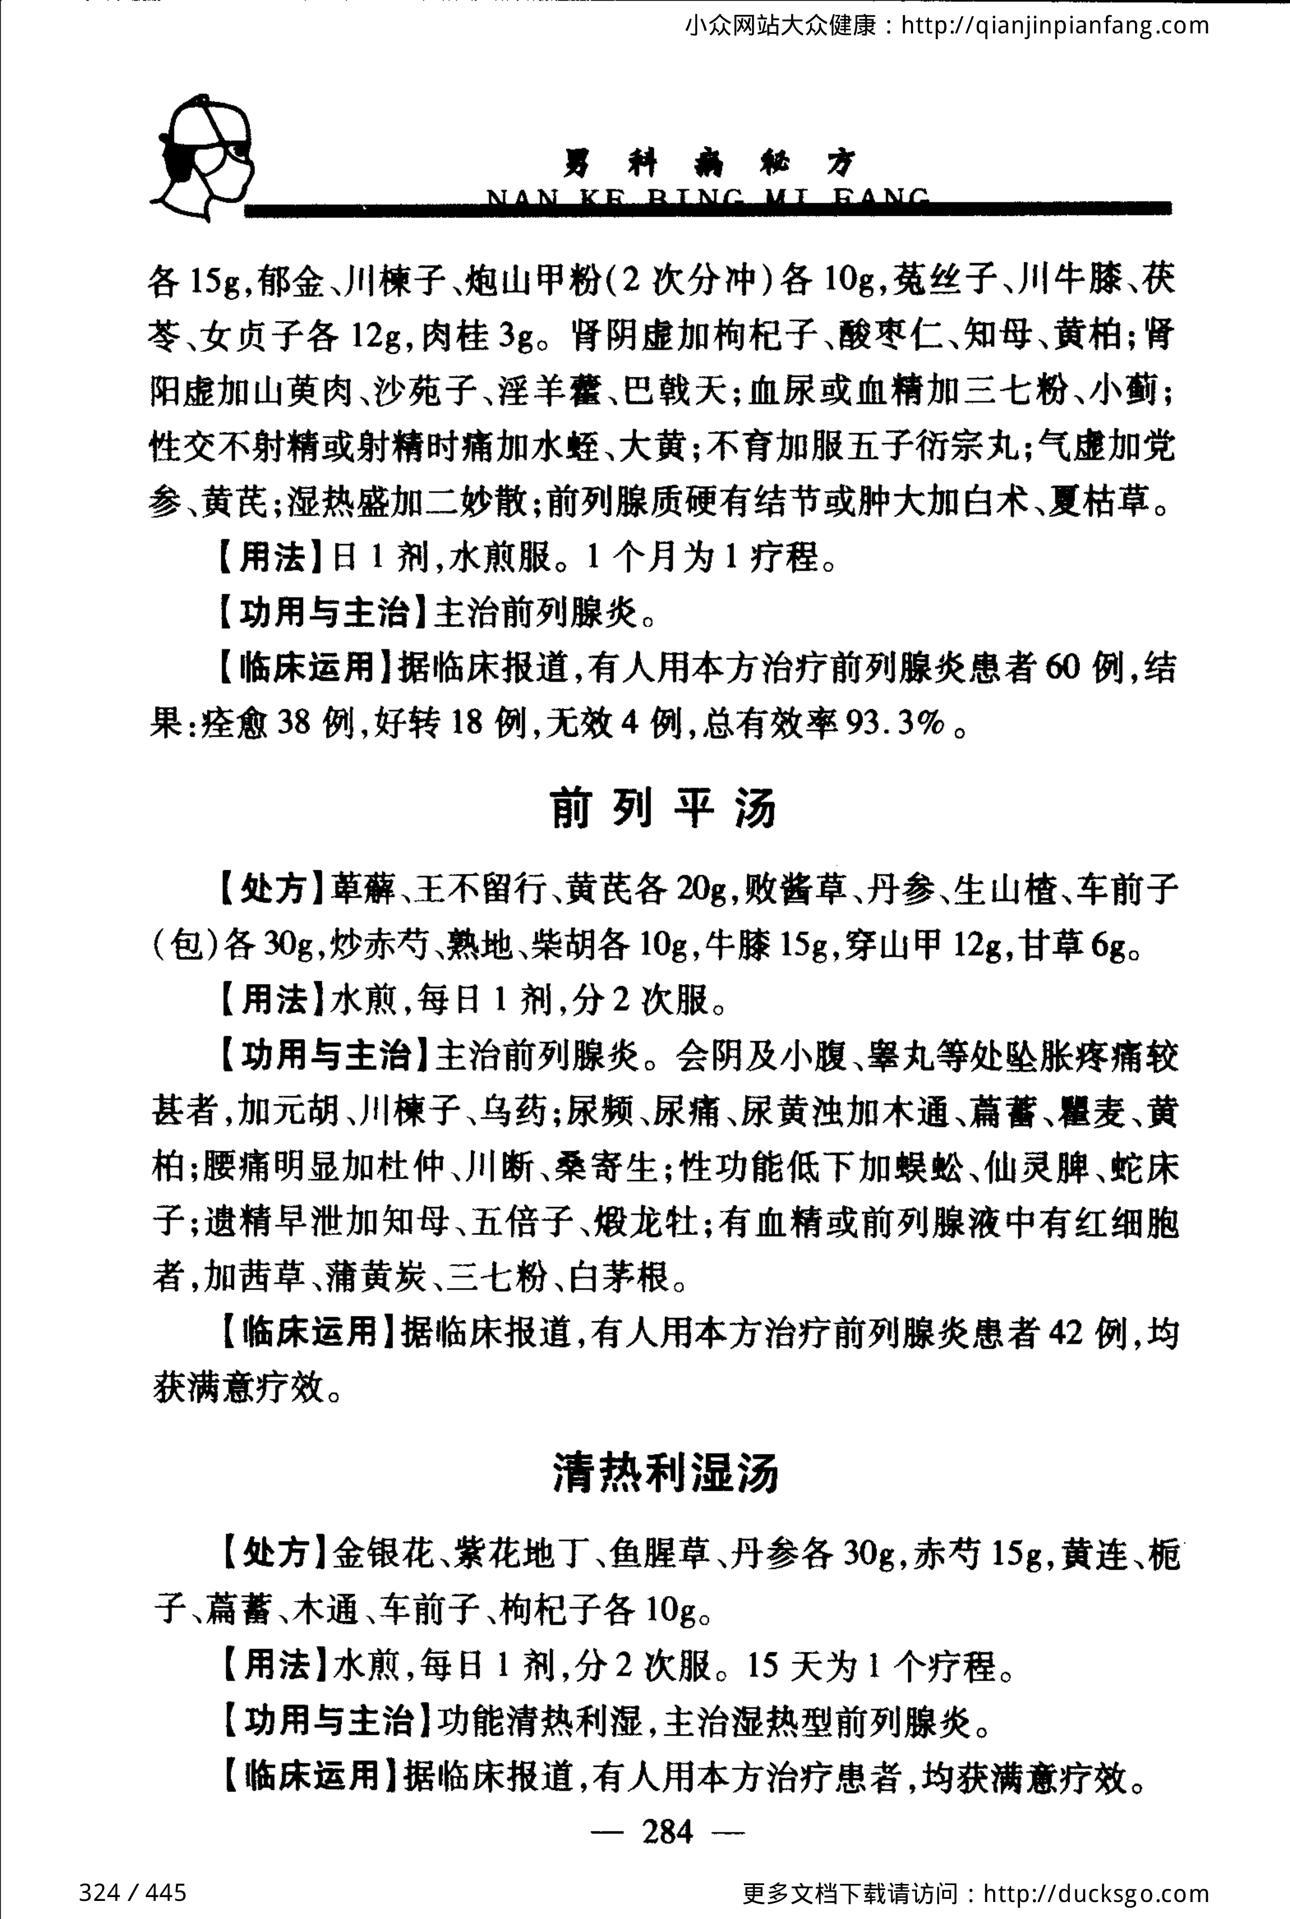 小众网站大众健康：http://qianjinpianfang.com
男科病秘方
NAN KE BING MI FANG
各15g,郁金、川楝子、炮山甲粉(2次分冲)各10g,菟丝子、川牛膝、茯
苓、女贞子各12g,肉桂3g。肾阴虚加枸杞子、酸枣仁、知母、黄柏;肾
阳虚加山萸肉、沙苑子、淫羊藿、巴戟天;血尿或血精加三七粉、小蓟;
性交不射精或射精时痛加水蛭、大黄;不育加服五子衍宗丸;气虚加党
参、黄芪;湿热盛加二妙散;前列腺质硬有结节或肿大加白术、夏枯草。
【用法】日1剂,水煎服。1个月为1疗程。
【功用与主治】主治前列腺炎。
【临床运用】据临床报道,有人用本方治疗前列腺炎患者60例,结
果:痊愈38例,好转18例,无效4例,总有效率93.3%。
前列平汤
【处方】萆薢、王不留行、黄芪各20g,败酱草、丹参、生山楂、车前子
(包)各30g,炒赤芍、熟地、柴胡各10g,牛膝15g,穿山甲12g,甘草6g。
【用法】水煎,每日1剂,分2次服。
【功用与主治】主治前列腺炎。会阴及小腹、睾丸等处坠胀疼痛较
甚者,加元胡、川楝子、乌药;尿频、尿痛、尿黄浊加木通、萹蓄、瞿麦、黄
柏;腰痛明显加杜仲、川断、桑寄生;性功能低下加蜈蚣、仙灵脾、蛇床
子;遗精早泄加知母、五倍子、煅龙牡;有血精或前列腺液中有红细胞
者,加茜草、蒲黄炭、三七粉、白茅根。
【临床运用】据临床报道,有人用本方治疗前列腺炎患者42例,均
获满意疗效。
清热利湿汤
【处方】金银花、紫花地丁、鱼腥草、丹参各30g,赤芍15g,黄连、栀
子、萹蓄、木通、车前子、枸杞子各10g。
【用法】水煎,每日1剂,分2次服。15天为1个疗程。
【功用与主治】功能清热利湿,主治湿热型前列腺炎。
【临床运用】据临床报道,有人用本方治疗患者,均获满意疗效。
— 284 —
324 / 445
更多文档下载请访问：http://ducksgo.com